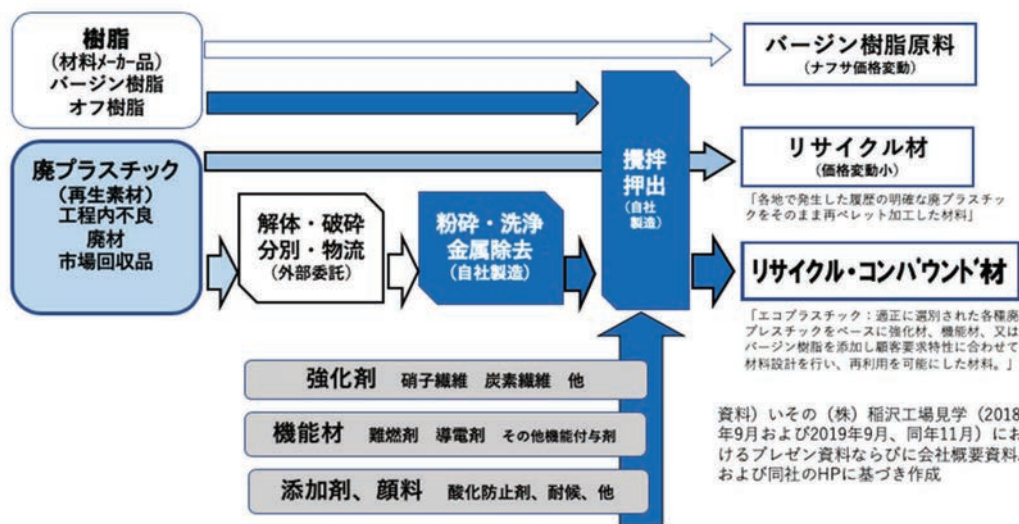 樹脂
(材料メーカー品)
バージン樹脂
オフ樹脂
バージン樹脂原料
(ナフサ価格変動)
廃プラスチック
(再生素材)
工程内不良
廃材
市場回収品
リサイクル材
(価格変動小)
「各地で発生した履歴の明確な廃プラスチッ
クをそのまま再ペレット加工した材料」
解体・破砕
分別・物流
(外部委託)
粉砕・洗浄
金属除去
(自社製造)
攪拌
押出
(自社
製造)
リサイクル・コンパウンド材
「エコプラスチック：適正に選別された各種廃
プレスチックをベースに強化材、機能材、又は
バージン樹脂を添加し顧客要求特性に合わせて
材料設計を行い、再利用を可能にした材料。」
強化剤 硝子繊維 炭素繊維 他
機能材 難燃剤 導電剤 その他機能付与剤
添加剤、顔料 酸化防止剤、耐候、他
資料）いその（株）稲沢工場見学（2018
年9月および2019年9月、同年11月）にお
けるプレゼン資料ならびに会社概要資料、
および同社のHPに基づき作成